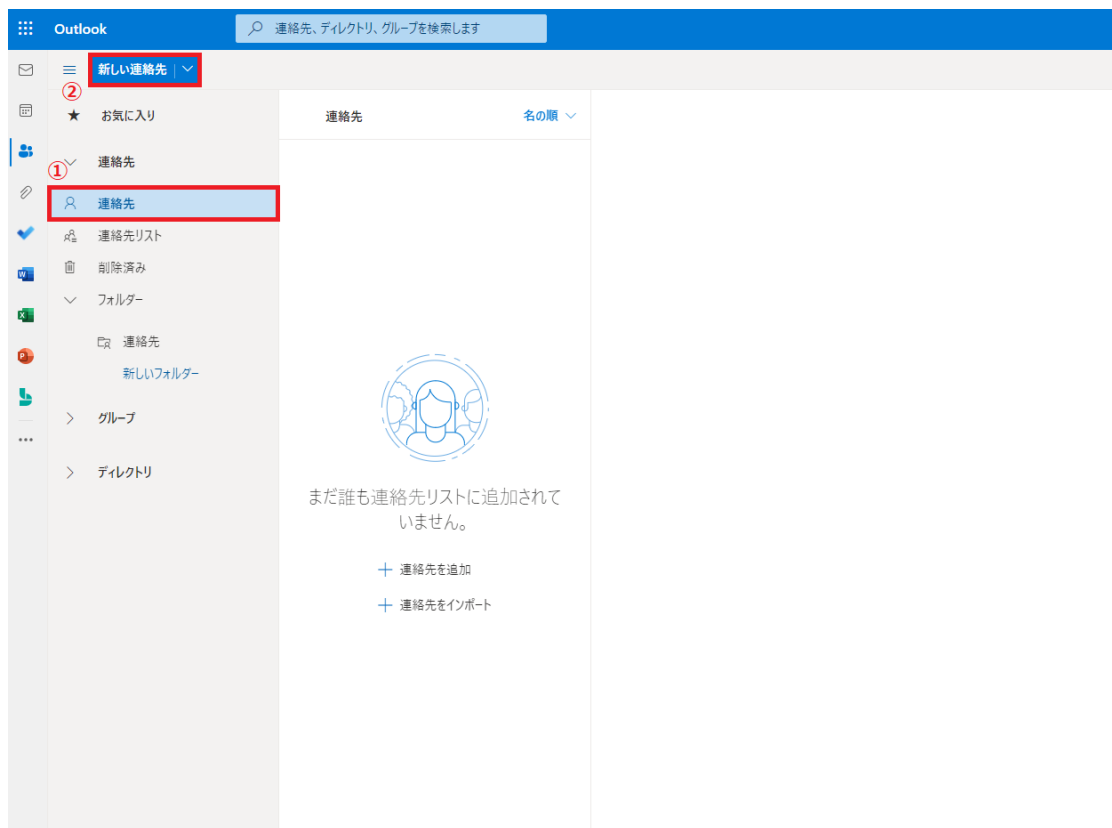 Outlook
連絡先、ディレクトリ、グループを検索します
新しい連絡先
②
★ お気に入り
連絡先
名の順
①
連絡先
連絡先
連絡先リスト
削除済み
フォルダー
連絡先
新しいフォルダー
グループ
ディレクトリ
まだ誰も連絡先リストに追加されて
いません。
＋ 連絡先を追加
＋ 連絡先をインポート